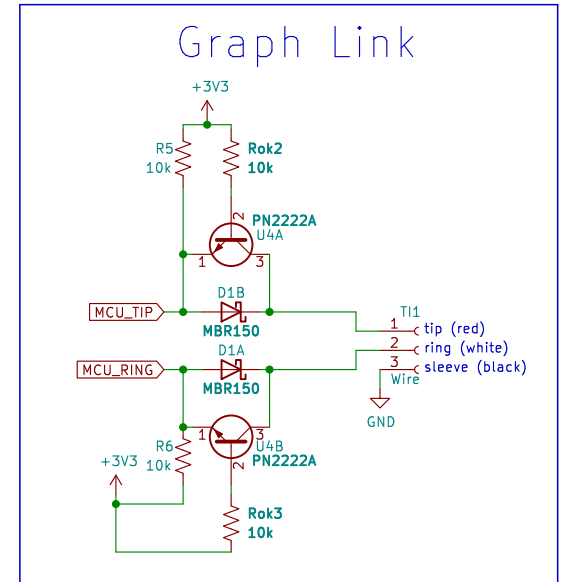 Graph Link
+3V3
R5
10k
Rok2
10k
2
PN2222A
U4A
1
3
MCU_TIP
D1B
MBR150
TI1
1
tip (red)
2
ring (white)
3
sleeve (black)
Wire
GND
MCU_RING
D1A
MBR150
1
3
U4B
PN2222A
2
R6
10k
+3V3
Rok3
10k